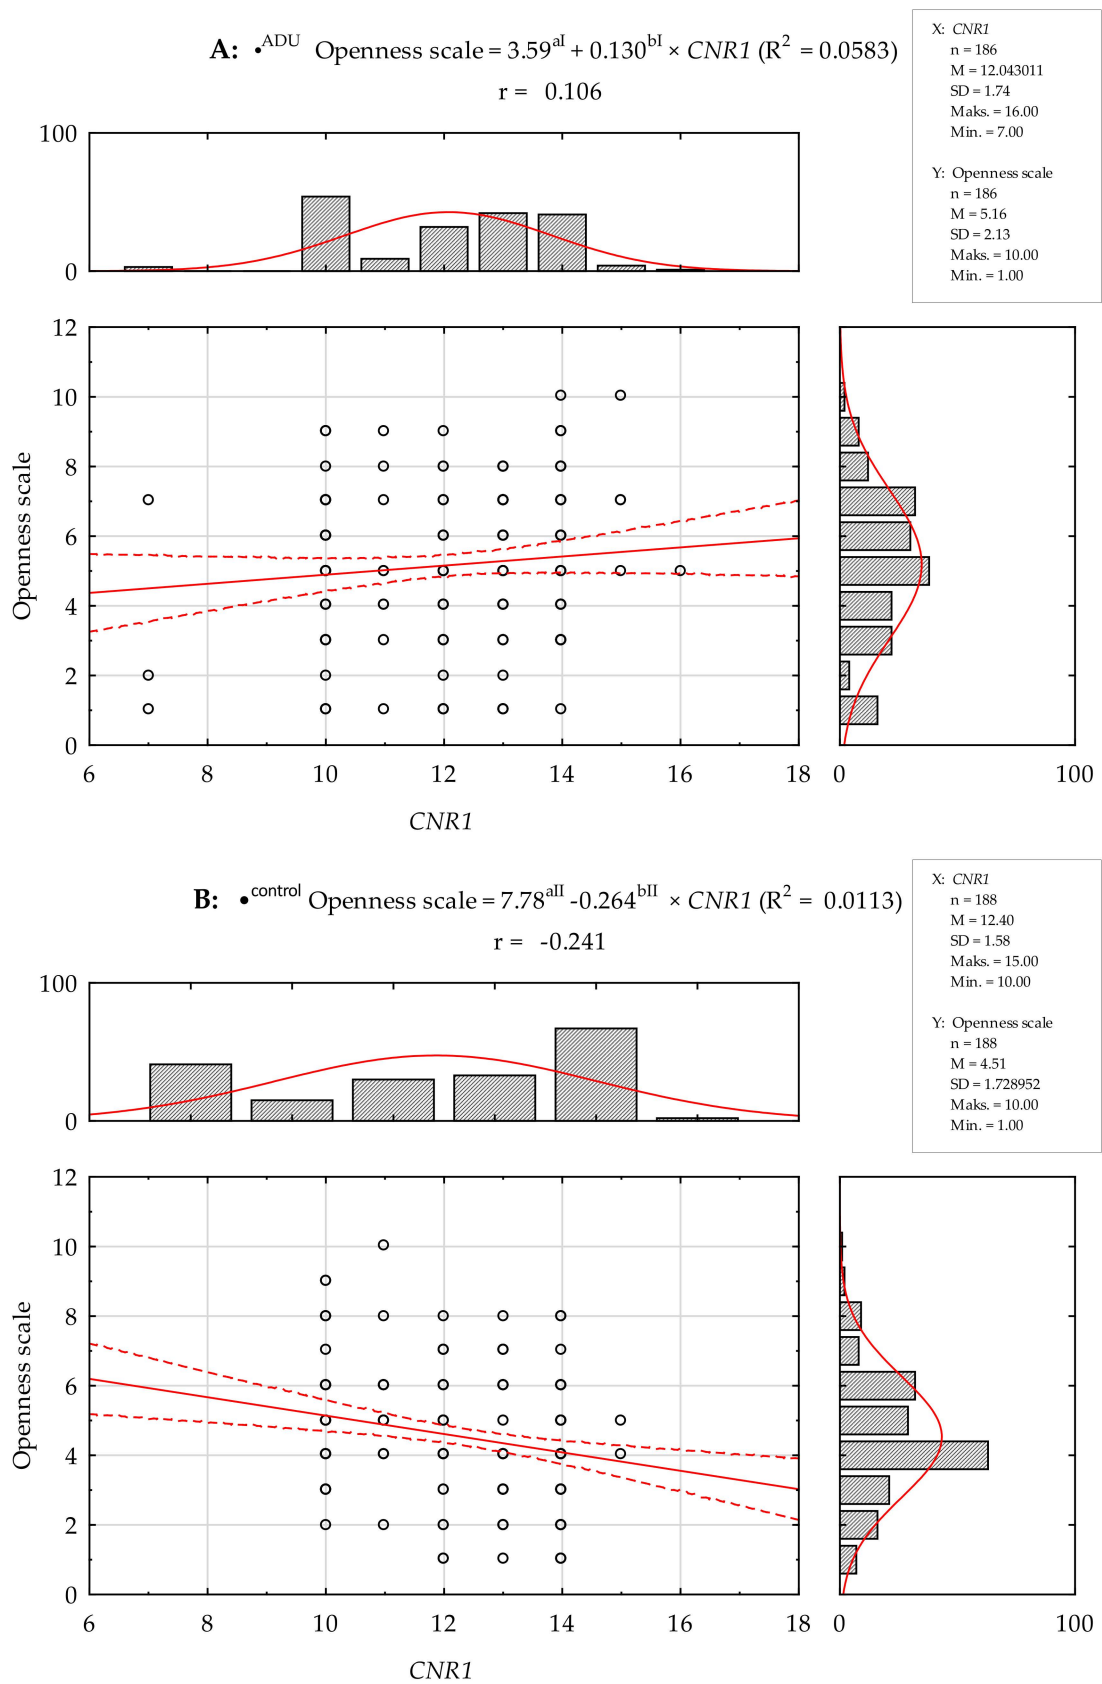 A: •ADU Openness scale = 3.59aI + 0.130bI × CNR1 (R2 = 0.0583)
r = 0.106
X: CNR1
n = 186
M = 12.043011
SD = 1.74
Maks. = 16.00
Min. = 7.00
Y: Openness scale
n = 186
M = 5.16
SD = 2.13
Maks. = 10.00
Min. = 1.00
100
0
12
10
8
6
4
2
0
Openness scale
6 8 10 12 14 16 18
0 100
CNR1
B: •control Openness scale = 7.78aII -0.264bII × CNR1 (R2 = 0.0113)
r = -0.241
X: CNR1
n = 188
M = 12.40
SD = 1.58
Maks. = 15.00
Min. = 10.00
Y: Openness scale
n = 188
M = 4.51
SD = 1.728952
Maks. = 10.00
Min. = 1.00
100
0
12
10
8
6
4
2
0
Openness scale
6 8 10 12 14 16 18
0 100
CNR1